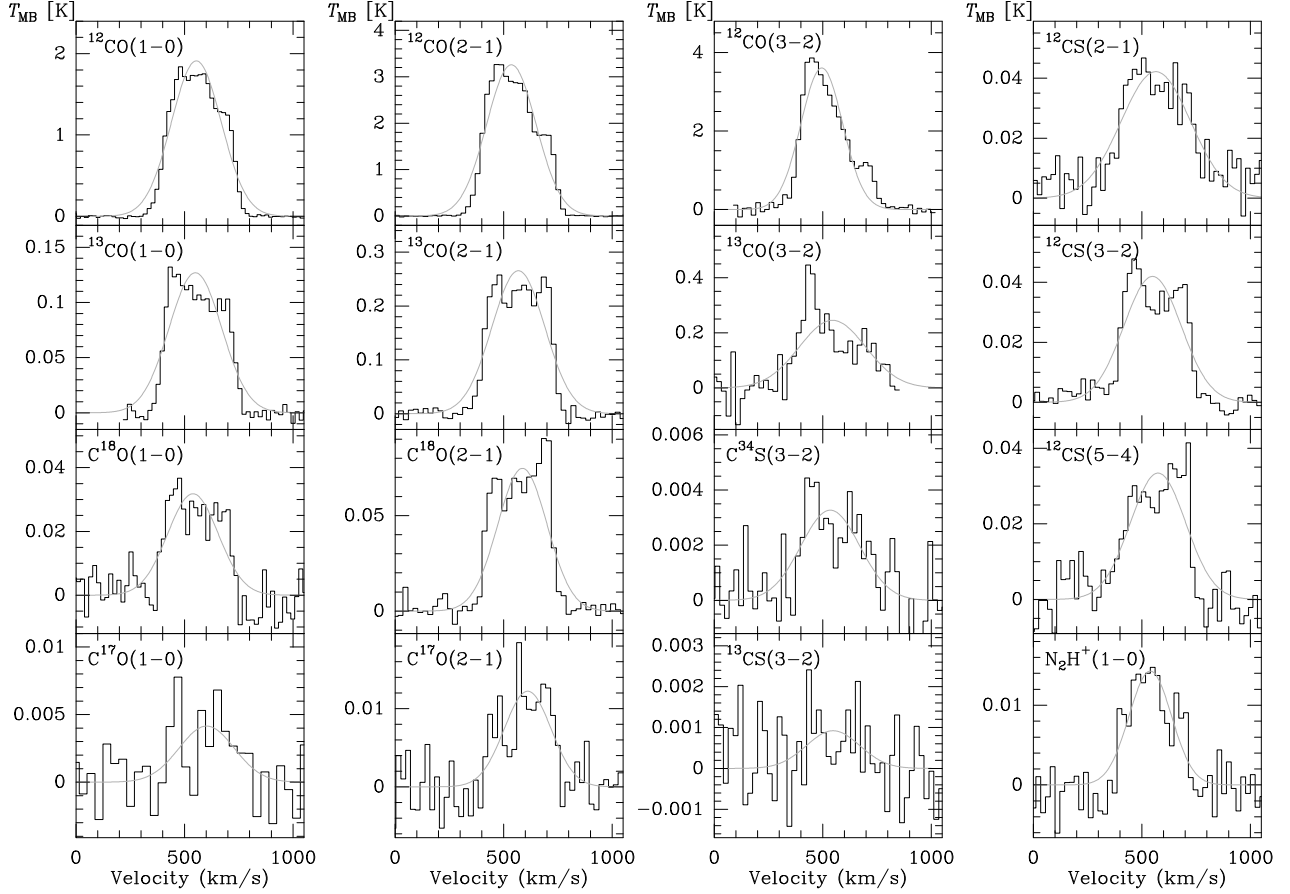 T_MB [K] T_MB [K] T_MB [K] T_MB [K]
¹²CO(1−0) ¹²CO(2−1) ¹²CO(3−2) ¹²CS(2−1)
2 4 4 0.04
1 3 2 0.02
0 2 0 0
1
0
¹³CO(1−0) ¹³CO(2−1) ¹³CO(3−2) ¹²CS(3−2)
0.15 0.3 0.4 0.04
0.1 0.2 0.2 0.02
0.05 0.1 0 0
0 0
C¹⁸O(1−0) C¹⁸O(2−1) C³⁴S(3−2) ¹²CS(5−4)
0.04 0.05 0.006 0.04
0.02 0 0.004 0.02
0 0.002 0
0
C¹⁷O(1−0) C¹⁷O(2−1) ¹³CS(3−2) N₂H⁺(1−0)
0.01 0.01 0.003 0.01
0.005 0 0.002 0
0 0.001
0
−0.001
0 500 1000 0 500 1000 0 500 1000 0 500 1000
Velocity (km/s) Velocity (km/s) Velocity (km/s) Velocity (km/s)